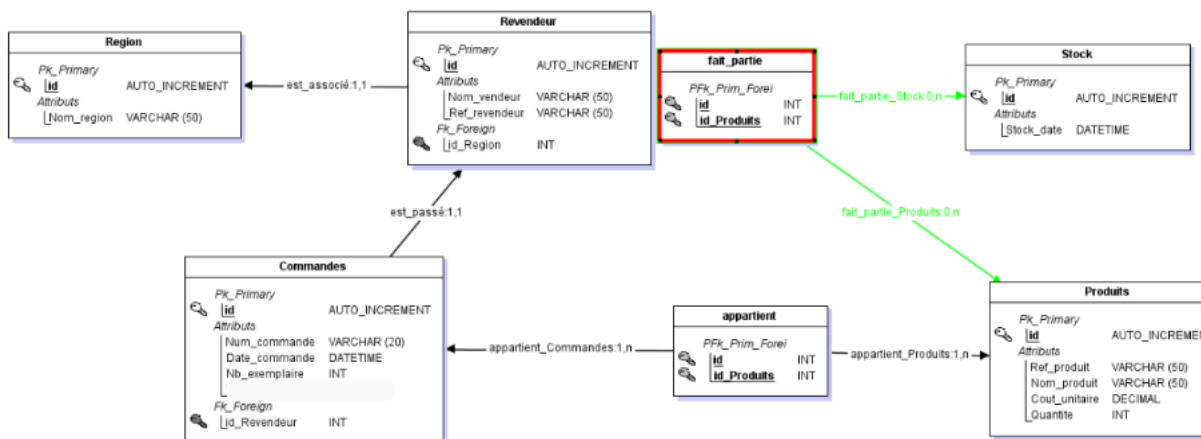 Region
Pk_Primary
id AUTO_INCREMENT
Attributs
Nom_region VARCHAR (50)
est_associé:1,1
Revendeur
Pk_Primary
id AUTO_INCREMENT
Attributs
Nom_vendeur VARCHAR (50)
Ref_revendeur VARCHAR (50)
Fk_Foreign
id_Region INT
fait_partie
PFk_Prim_Forei
id INT
id_Produits INT
fait_partie_Stock:0,n
Stock
Pk_Primary
id AUTO_INCREMENT
Attributs
Stock_date DATETIME
est_passé:1,1
fait_partie_Produits:0,n
Commandes
Pk_Primary
id AUTO_INCREMENT
Attributs
Num_commande VARCHAR (20)
Date_commande DATETIME
Nb_exemplaire INT
Fk_Foreign
id_Revendeur INT
appartient_Commandes:1,n
appartient
PFk_Prim_Forei
id INT
id_Produits INT
appartient_Produits:1,n
Produits
Pk_Primary
id AUTO_INCREME
Attributs
Ref_produit VARCHAR (50)
Nom_produit VARCHAR (50)
Cout_unitaire DECIMAL
Quantite INT